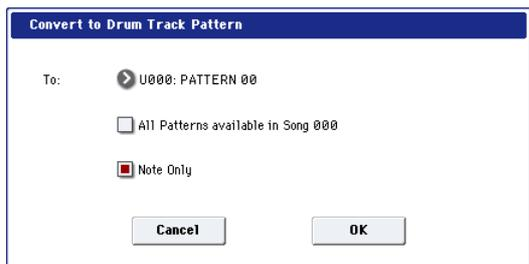 Convert to Drum Track Pattern
To: U000: PATTERN 00
All Patterns available in Song 000
Note Only
Cancel OK